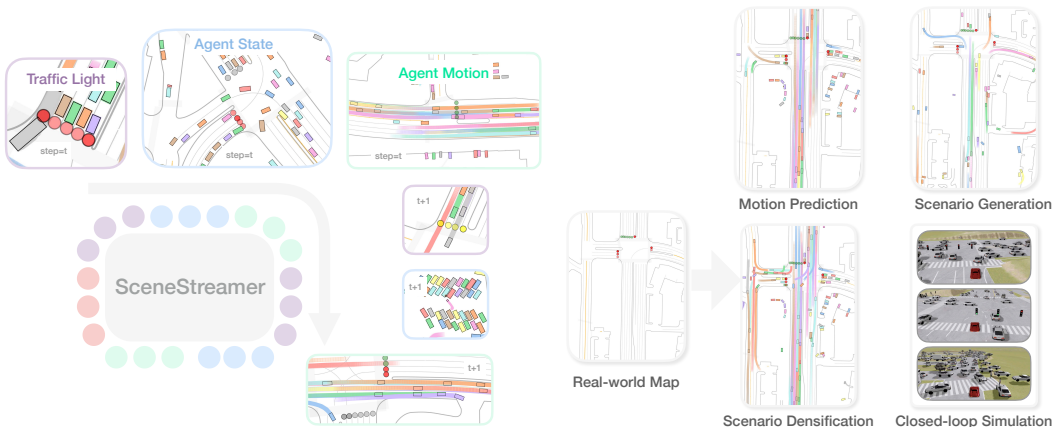 Traffic Light
step=t
Agent State
step=t
Agent Motion
step=t
SceneStreamer
t+1
t+1
t+1
Real-world Map
Motion Prediction
Scenario Generation
Scenario Densification
Closed-loop Simulation